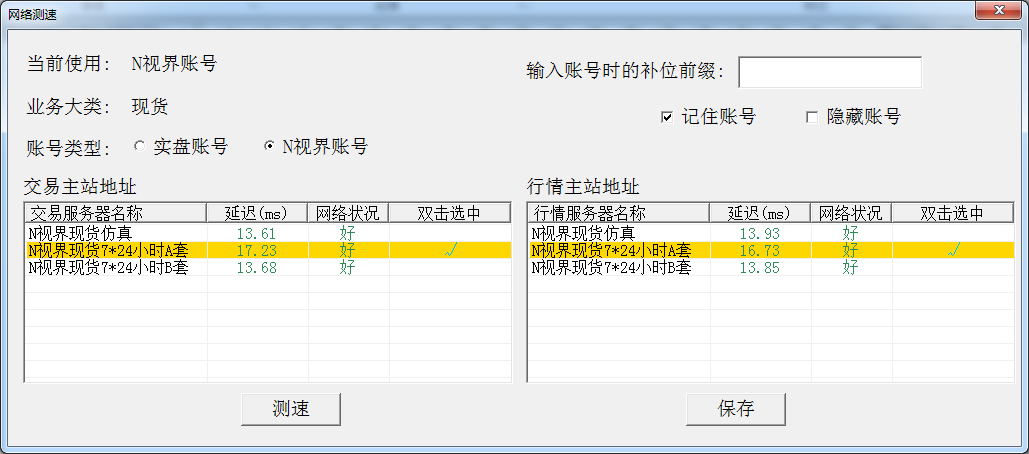 网络测速
当前使用： N视界账号
业务大类： 现货
账号类型： 实盘账号 N视界账号
输入账号时的补位前缀：
记住账号 隐藏账号
交易主站地址
交易服务器名称 延迟(ms) 网络状况 双击选中
N视界现货仿真 13.61 好
N视界现货7*24小时A套 17.23 好 √
N视界现货7*24小时B套 13.68 好
测速
行情主站地址
行情服务器名称 延迟(ms) 网络状况 双击选中
N视界现货仿真 13.93 好
N视界现货7*24小时A套 16.73 好 √
N视界现货7*24小时B套 13.85 好
保存